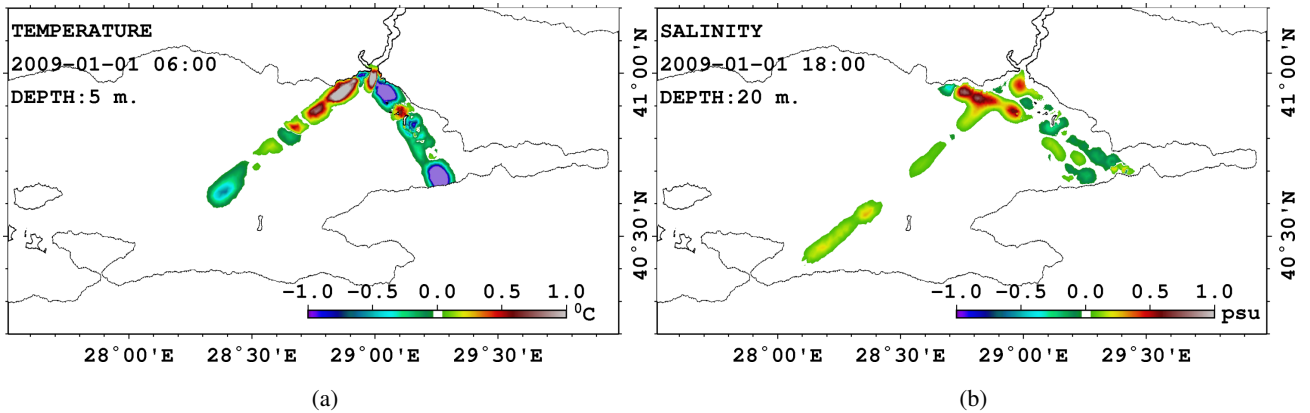 TEMPERATURE
2009-01-01 06:00
DEPTH:5 m.
−1.0 −0.5 0.0 0.5 1.0
⁰C
28°00'E 28°30'E 29°00'E 29°30'E
41°00'N
40°30'N
(a)
SALINITY
2009-01-01 18:00
DEPTH:20 m.
−1.0 −0.5 0.0 0.5 1.0
psu
28°00'E 28°30'E 29°00'E 29°30'E
41°00'N
40°30'N
(b)